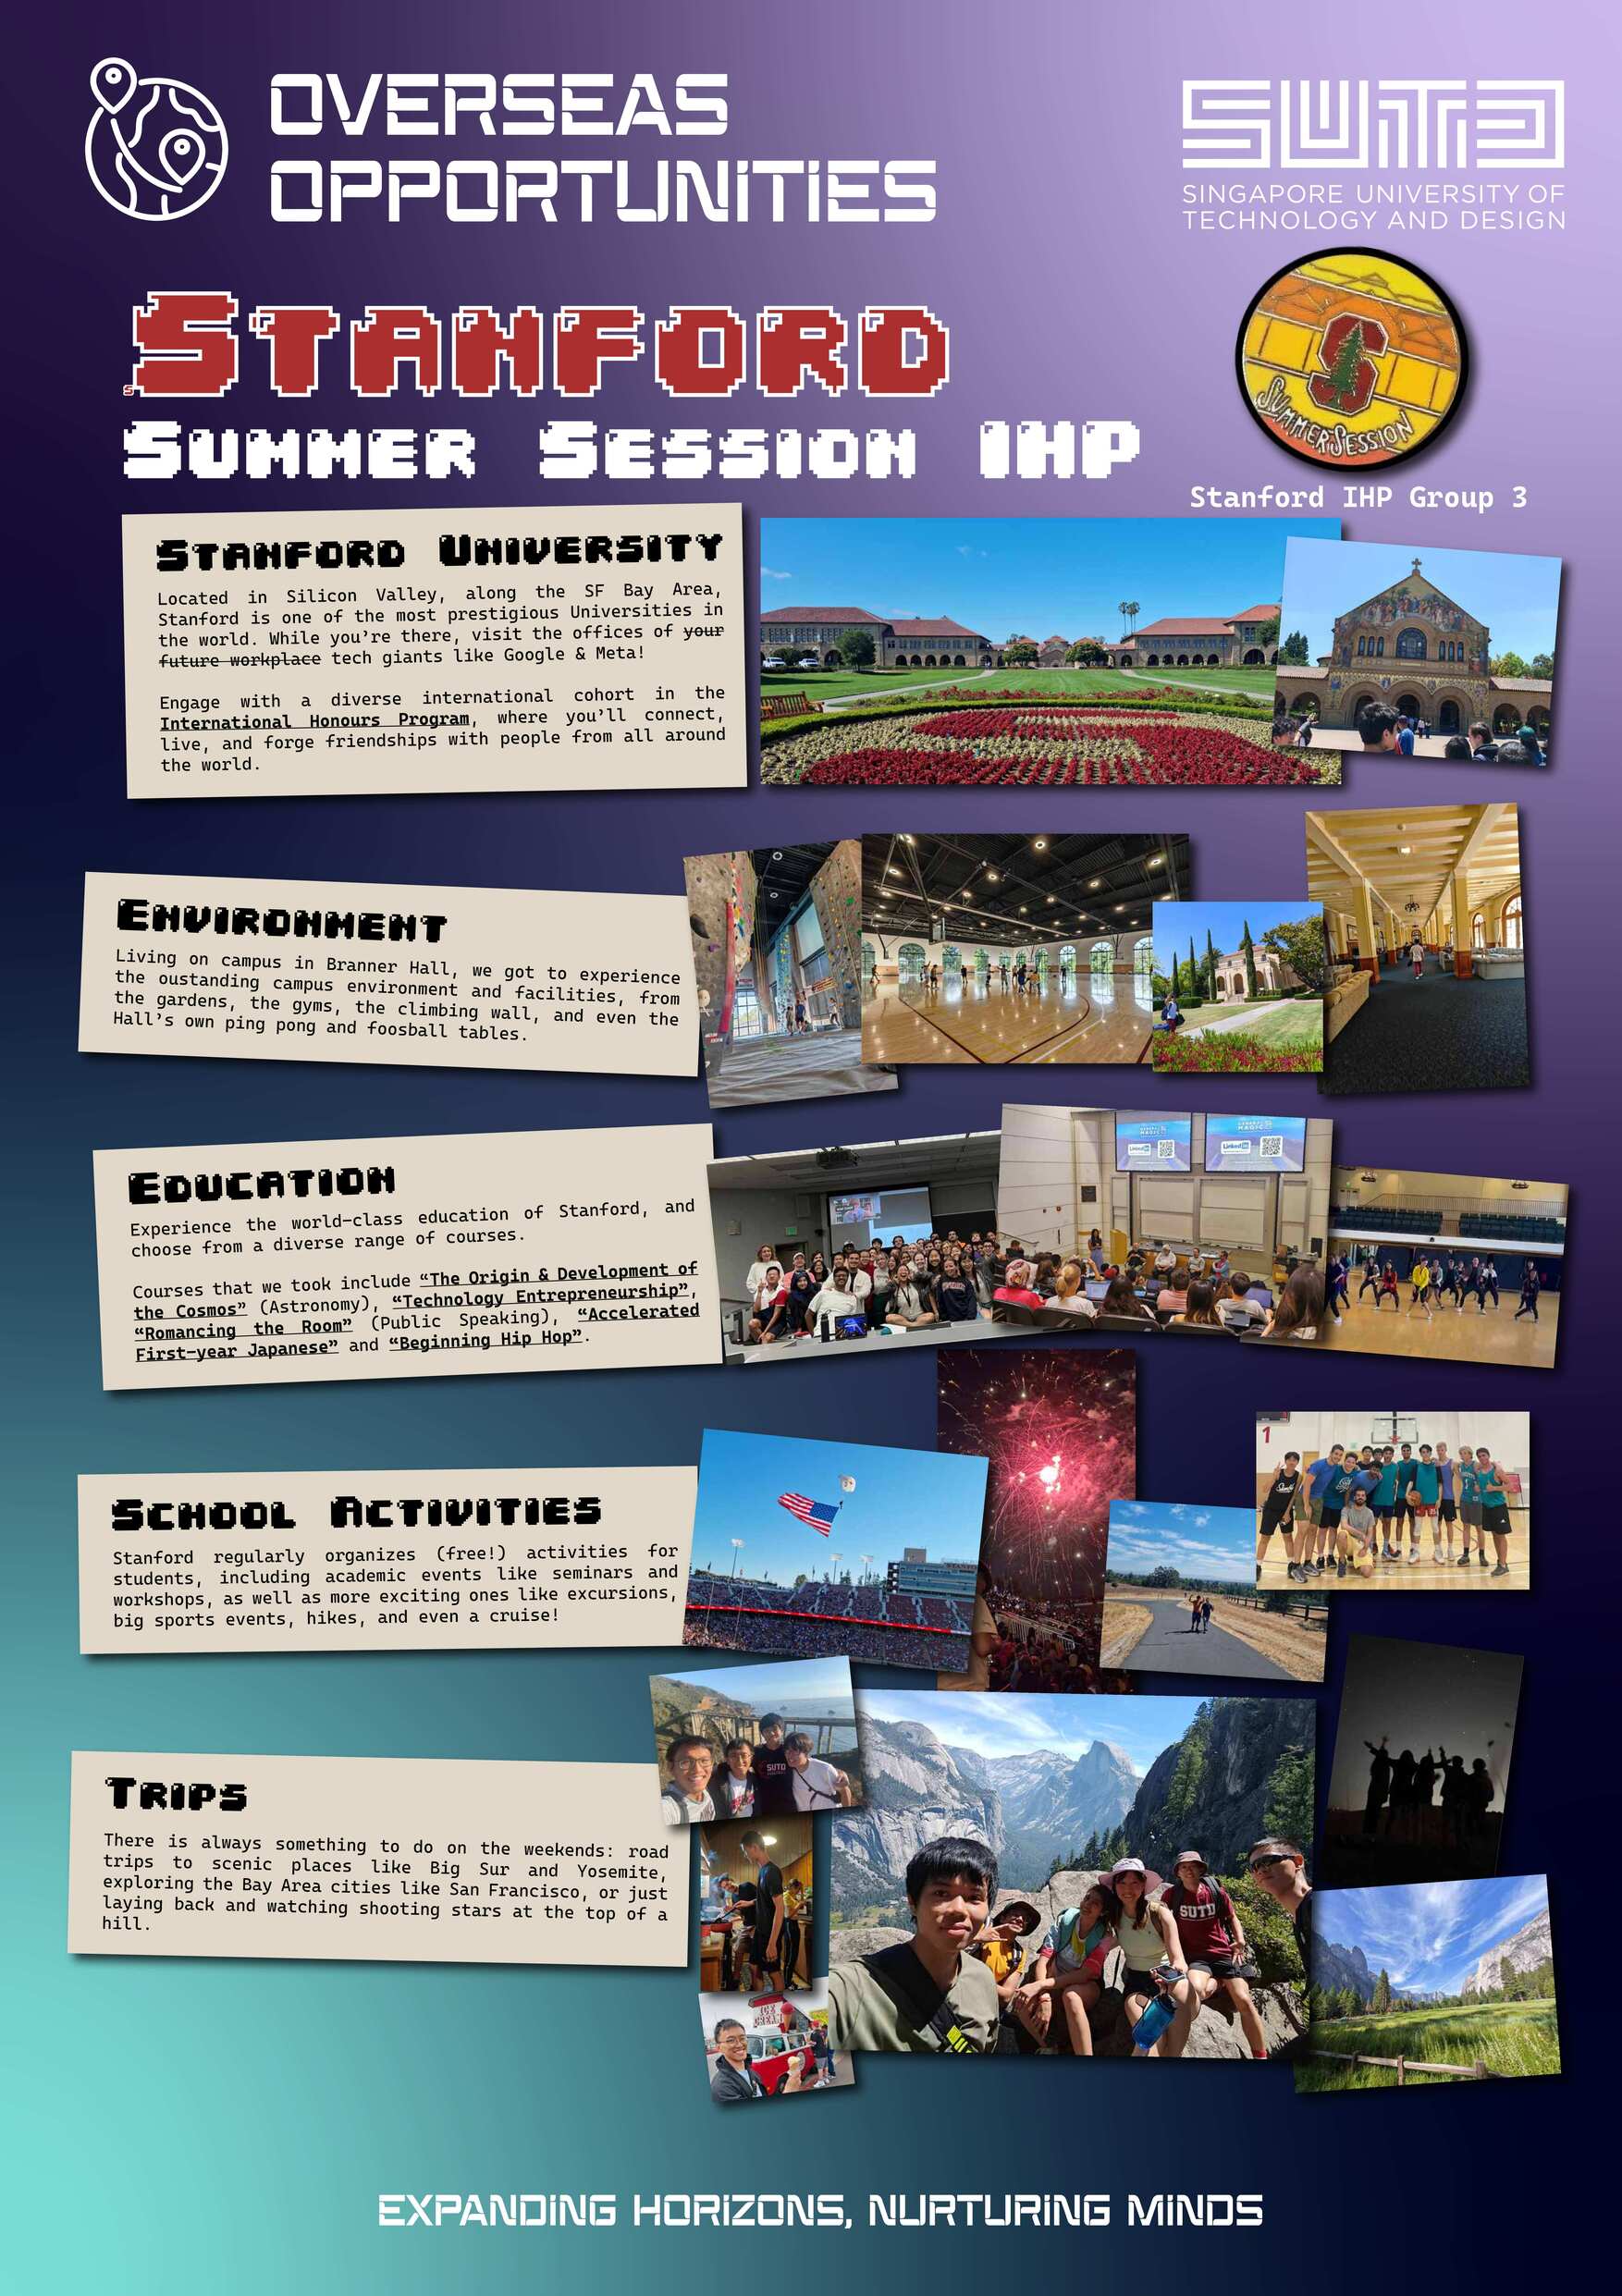 OVERSEAS
OPPORTUNITIES
SUTD
SINGAPORE UNIVERSITY OF
TECHNOLOGY AND DESIGN
STANFORD
SUMMER SESSION IHP
S
SUMMER SESSION
Stanford IHP Group 3
STANFORD UNIVERSITY
Located in Silicon Valley, along the SF Bay Area,
Stanford is one of the most prestigious Universities in
the world. While you're there, visit the offices of your
future workplace tech giants like Google & Meta!
Engage with a diverse international cohort in the
International Honours Program, where you'll connect,
live, and forge friendships with people from all around
the world.
ENVIRONMENT
Living on campus in Branner Hall, we got to experience
the oustanding campus environment and facilities, from
the gardens, the gyms, the climbing wall, and even the
Hall's own ping pong and foosball tables.
EDUCATION
Experience the world-class education of Stanford, and
choose from a diverse range of courses.
Courses that we took include “The Origin & Development of
the Cosmos” (Astronomy), “Technology Entrepreneurship”,
“Romancing the Room” (Public Speaking), “Accelerated
First-year Japanese” and “Beginning Hip Hop”.
MAGIC
LinkedIn
MAGIC
LinkedIn
SCHOOL ACTIVITIES
Stanford regularly organizes (free!) activities for
students, including academic events like seminars and
workshops, as well as more exciting ones like excursions,
big sports events, hikes, and even a cruise!
1
TRIPS
There is always something to do on the weekends: road
trips to scenic places like Big Sur and Yosemite,
exploring the Bay Area cities like San Francisco, or just
laying back and watching shooting stars at the top of a
hill.
SUTD
SUTD
ICE
CREAM
EXPANDING HORIZONS, NURTURING MINDS